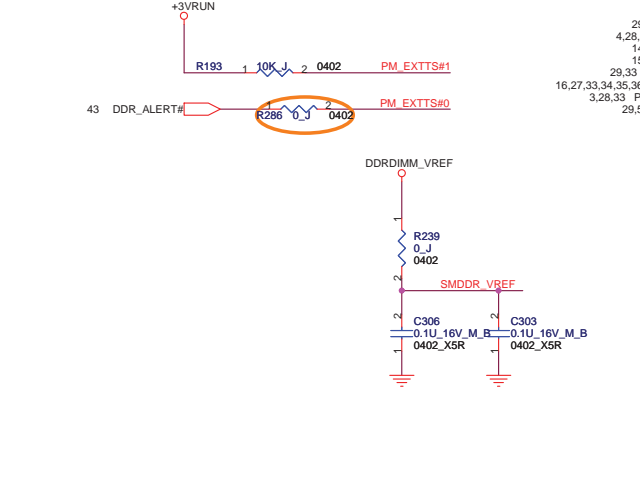 +3VRUN
R193 1 10K_J 2 0402 PM_EXTTS#1
43 DDR_ALERT# 1 2 PM_EXTTS#0
R286 0_J 0402
29
4,28,
14
15
29,33
16,27,33,34,35,36
3,28,33 P
29,5
DDRDIMM_VREF
1
R239
0_J
0402
2
SMDDR_VREF
2
C306
0.1U_16V_M_B
0402_X5R
1
2
C303
0.1U_16V_M_B
0402_X5R
1